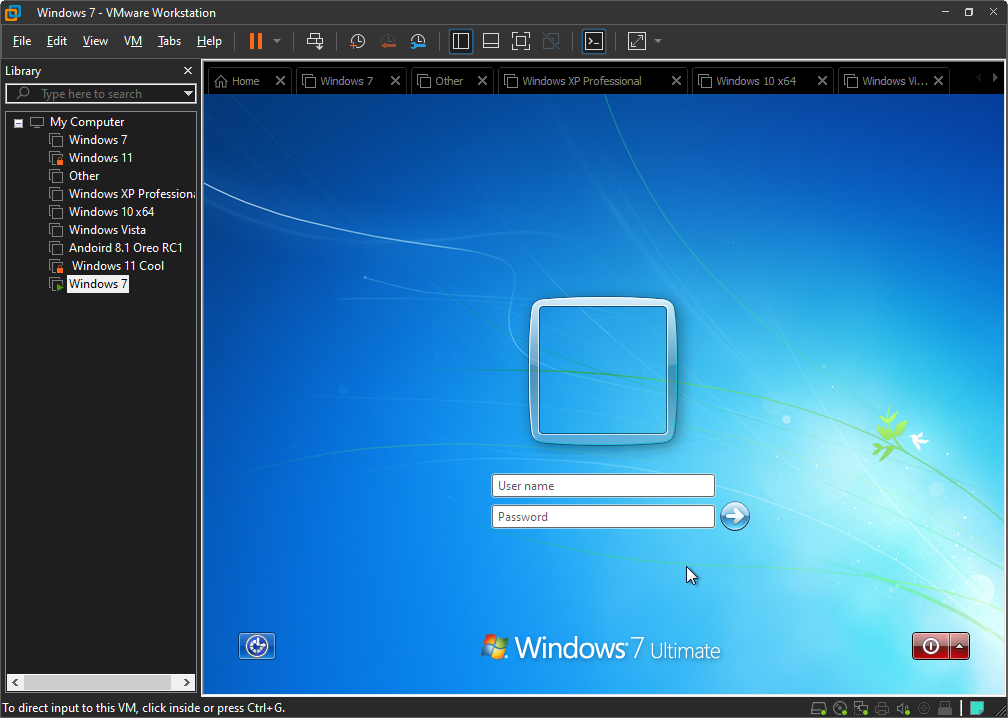 Windows 7 - VMware Workstation
File Edit View VM Tabs Help
Library
Type here to search
My Computer
Windows 7
Windows 11
Other
Windows XP Professiona
Windows 10 x64
Windows Vista
Andoird 8.1 Oreo RC1
Windows 11 Cool
Windows 7
Home Windows 7 Other Windows XP Professional Windows 10 x64 Windows Vi...
User name
Password
Windows 7 Ultimate
To direct input to this VM, click inside or press Ctrl+G.